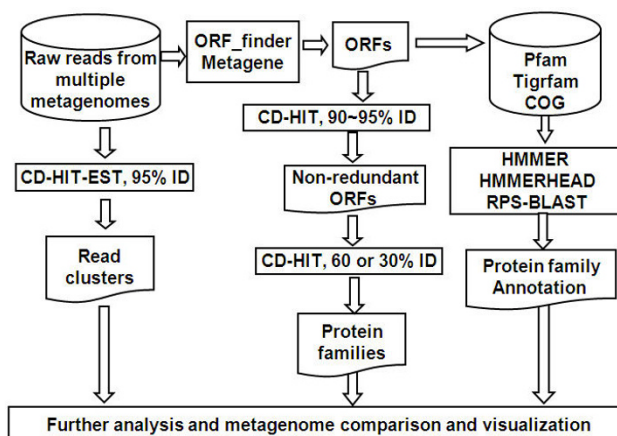 Raw reads from
multiple
metagenomes
ORF_finder
Metagene
ORFs
Pfam
Tigrfam
COG
CD-HIT-EST, 95% ID
Read
clusters
CD-HIT, 90~95% ID
Non-redundant
ORFs
CD-HIT, 60 or 30% ID
Protein
families
HMMER
HMMERHEAD
RPS-BLAST
Protein family
Annotation
Further analysis and metagenome comparison and visualization